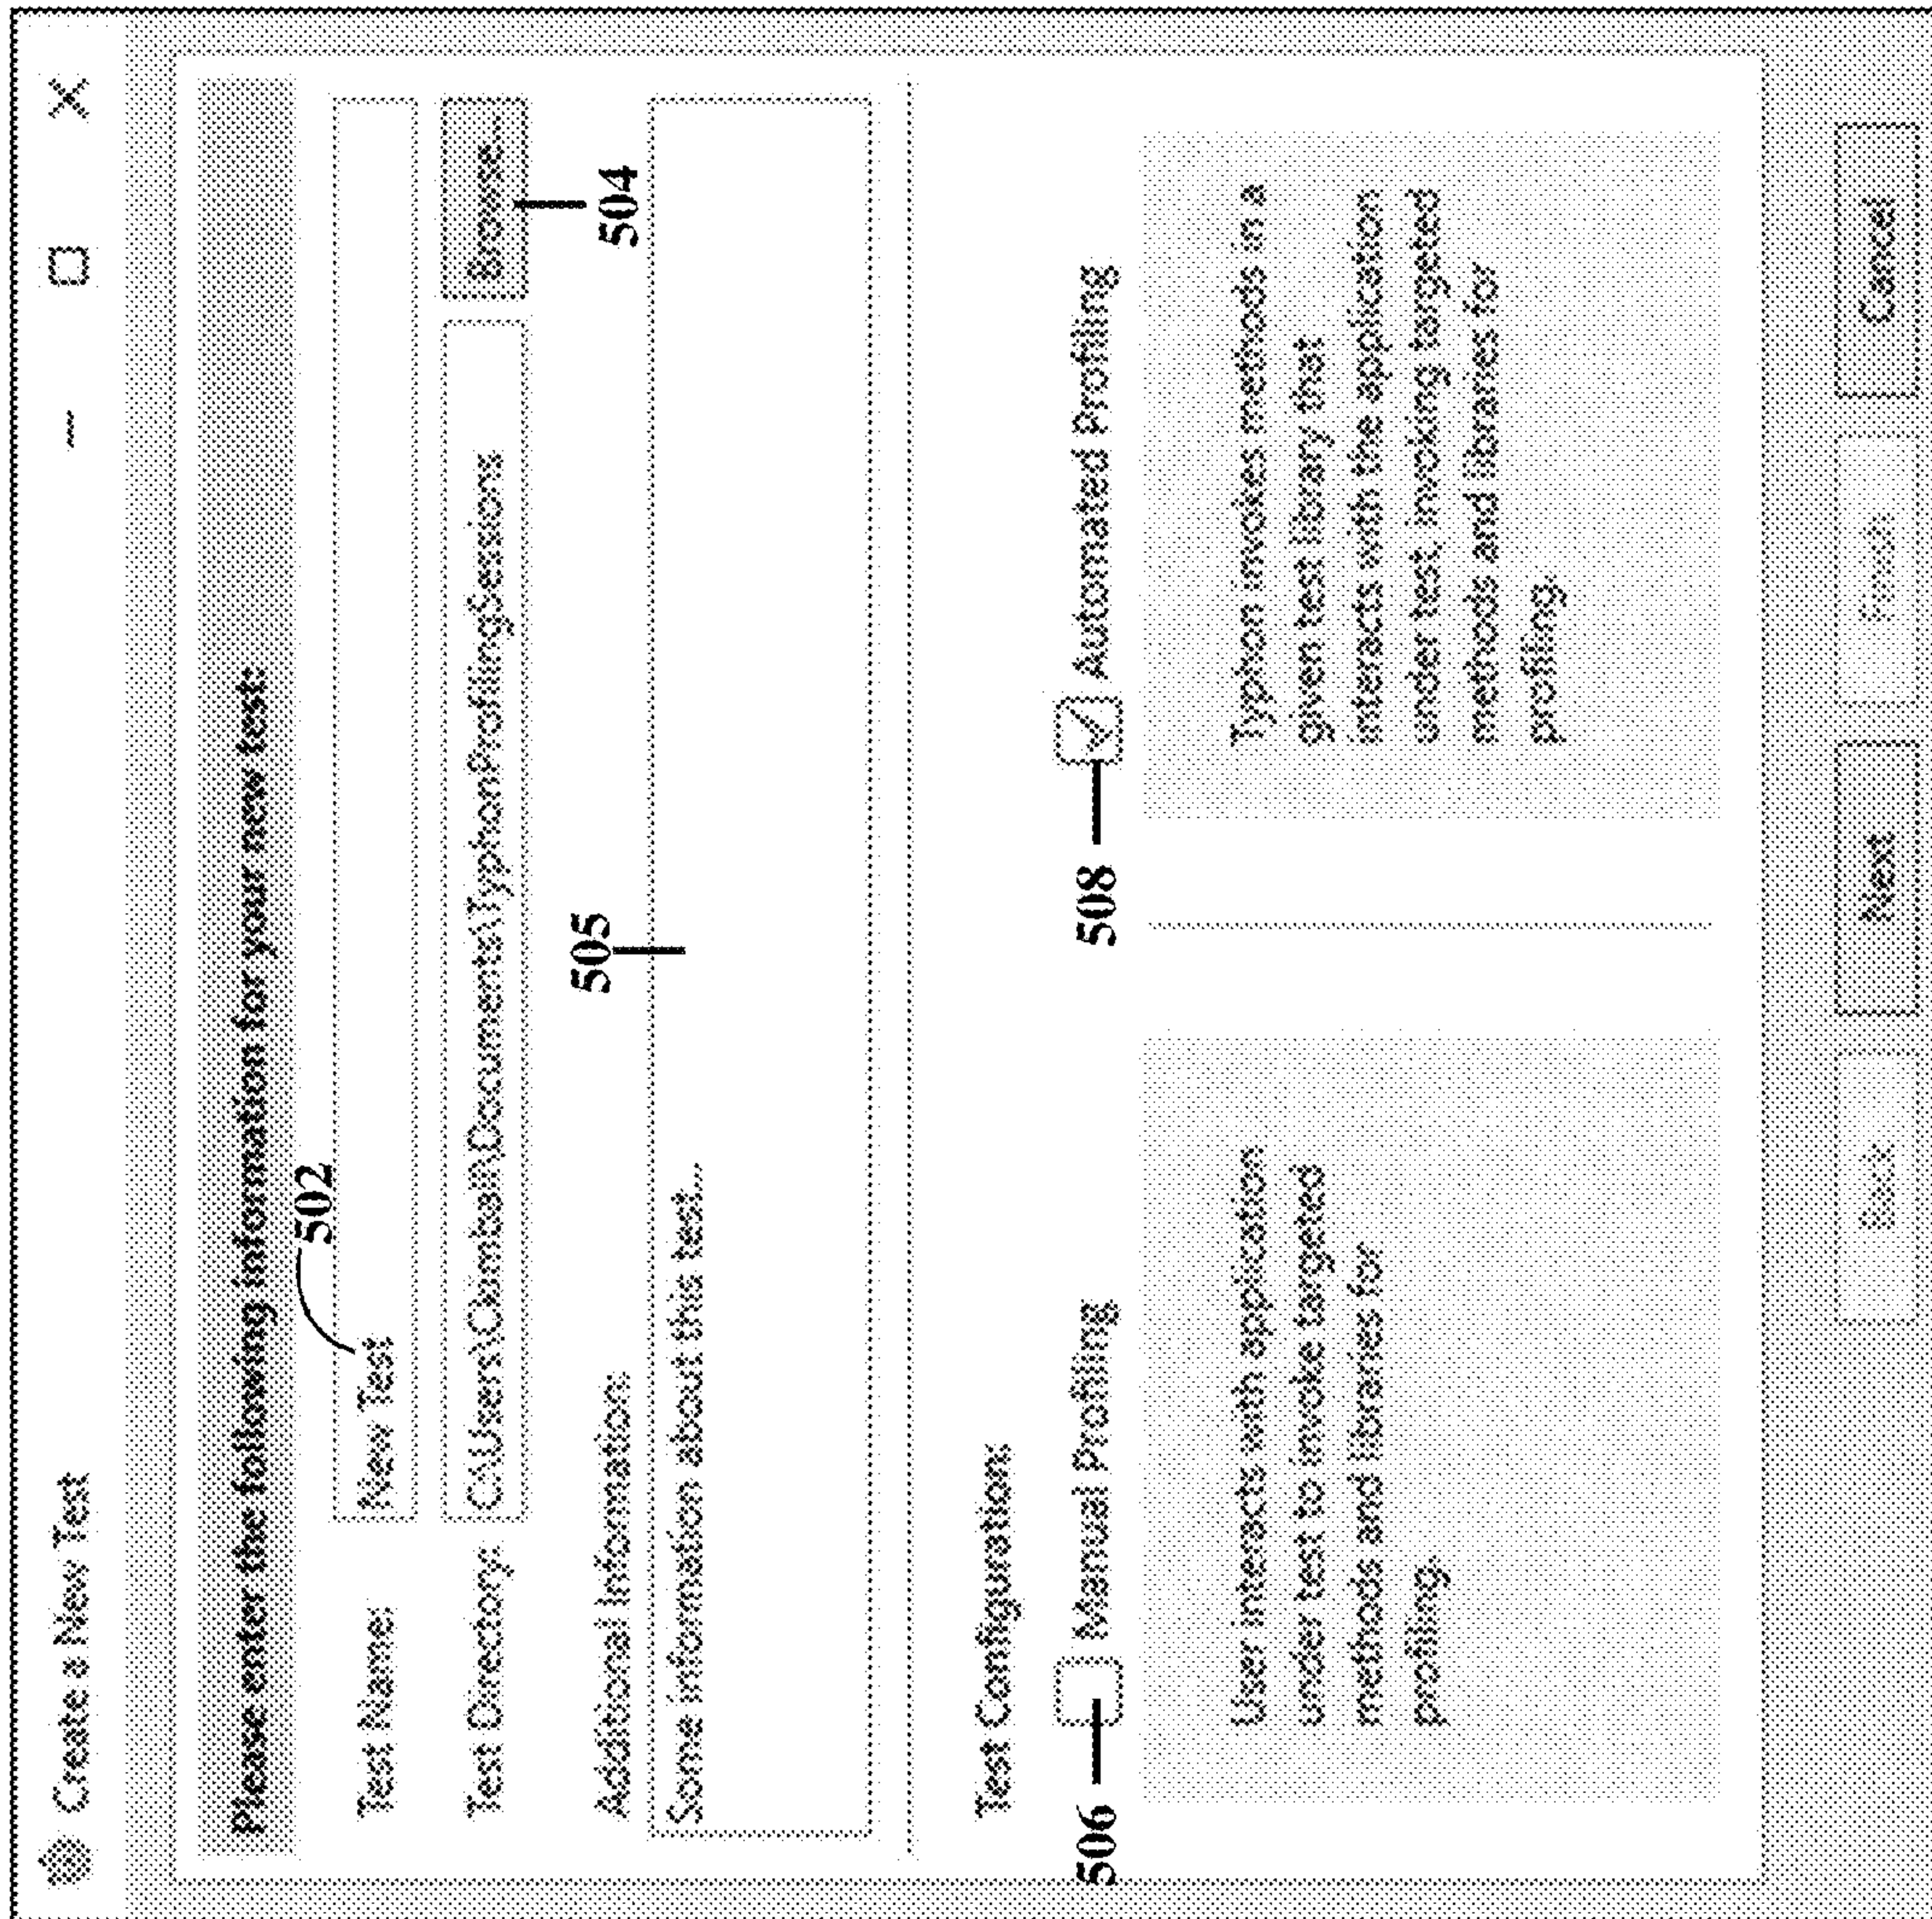 Create a New Test
Please enter the following information for your new test:
502
Test Name: New Test
Test Directory: C:\Users\Ckimball\Documents\TyphonProfilingSessions Browse...
504
505
Additional Information:
Some information about this test...
Test Configuration:
506 Manual Profiling
User interacts with application
under test to invoke targeted
methods and libraries for
profiling.
508 Automated Profiling
Typhon invokes methods in a
given test library that
interacts with the application
under test, invoking targeted
methods and libraries for
profiling.
Back Next Finish Cancel